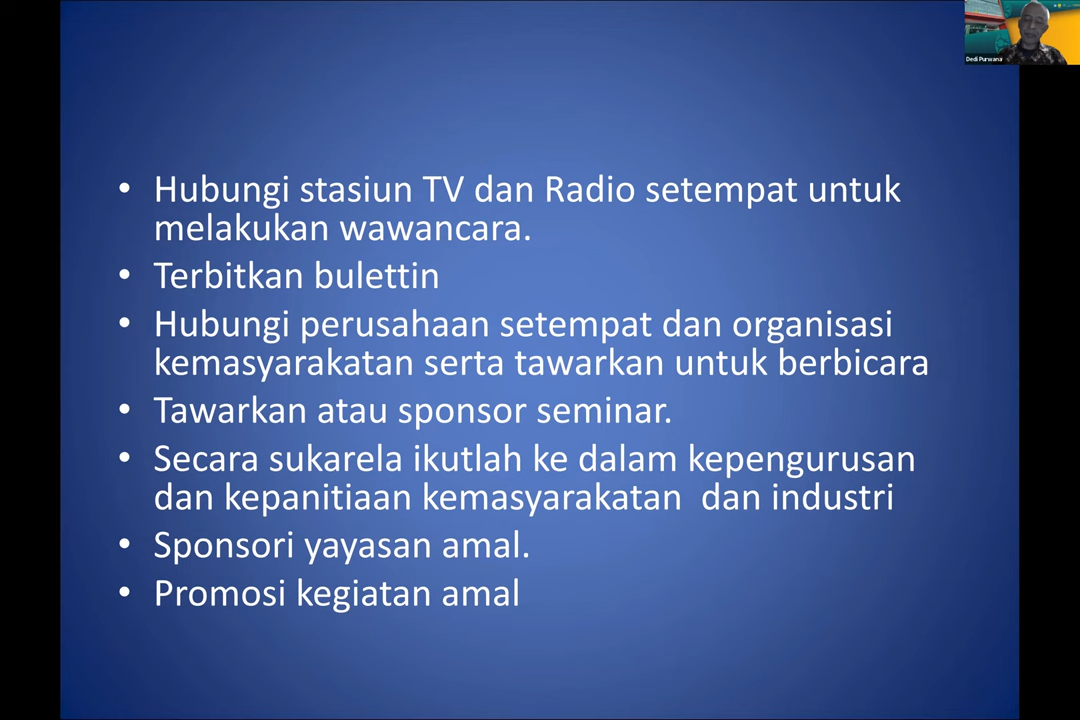 Dedi Purwana
• Hubungi stasiun TV dan Radio setempat untuk
melakukan wawancara.
• Terbitkan bulettin
• Hubungi perusahaan setempat dan organisasi
kemasyarakatan serta tawarkan untuk berbicara
• Tawarkan atau sponsor seminar.
• Secara sukarela ikutlah ke dalam kepengurusan
dan kepanitiaan kemasyarakatan  dan industri
• Sponsori yayasan amal.
• Promosi kegiatan amal